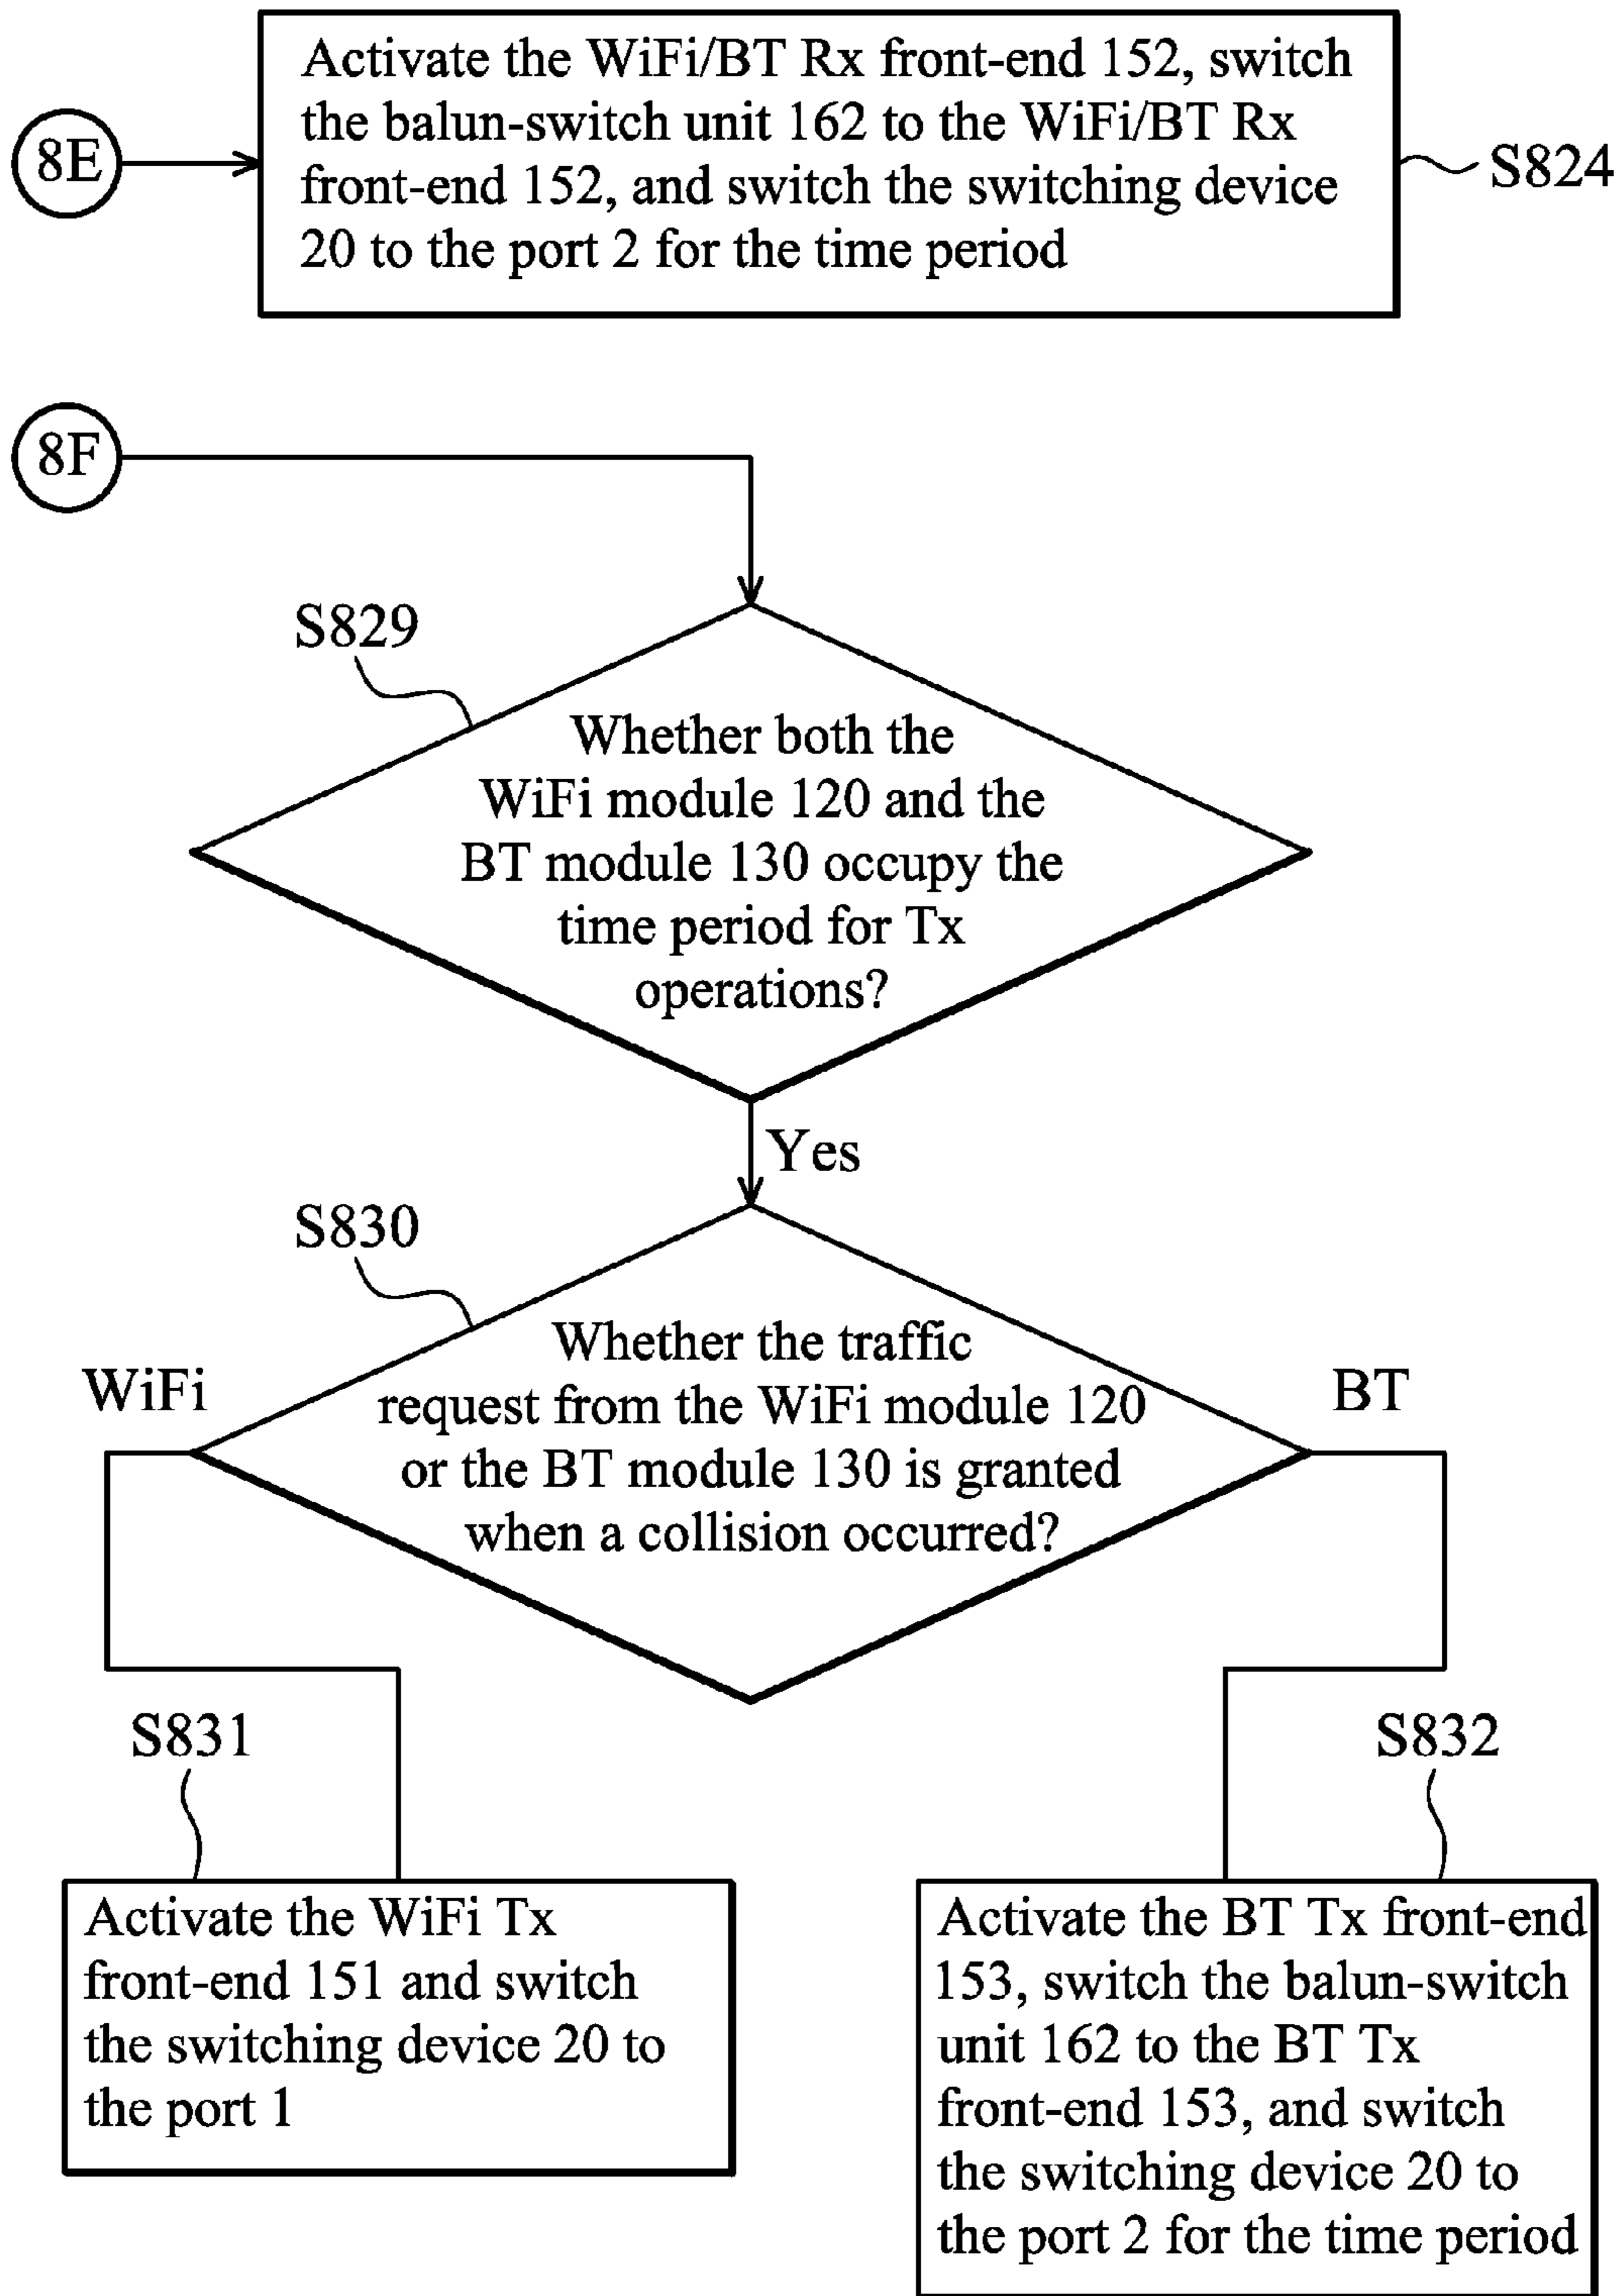 Activate the WiFi/BT Rx front-end 152, switch
the balun-switch unit 162 to the WiFi/BT Rx
front-end 152, and switch the switching device
20 to the port 2 for the time period
8E
S824
8F
S829
Whether both the
WiFi module 120 and the
BT module 130 occupy the
time period for Tx
operations?
Yes
S830
Whether the traffic
request from the WiFi module 120
or the BT module 130 is granted
when a collision occurred?
WiFi
BT
S831
Activate the WiFi Tx
front-end 151 and switch
the switching device 20 to
the port 1
S832
Activate the BT Tx front-end
153, switch the balun-switch
unit 162 to the BT Tx
front-end 153, and switch
the switching device 20 to
the port 2 for the time period